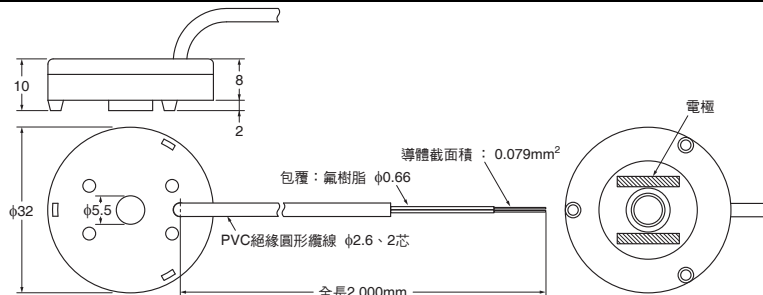 10
8
2
電極
導體截面積 : 0.079mm²
包覆:氟樹脂 φ0.66
φ32
φ5.5
PVC絕緣圓形纜線 φ2.6、2芯
全長2,000mm